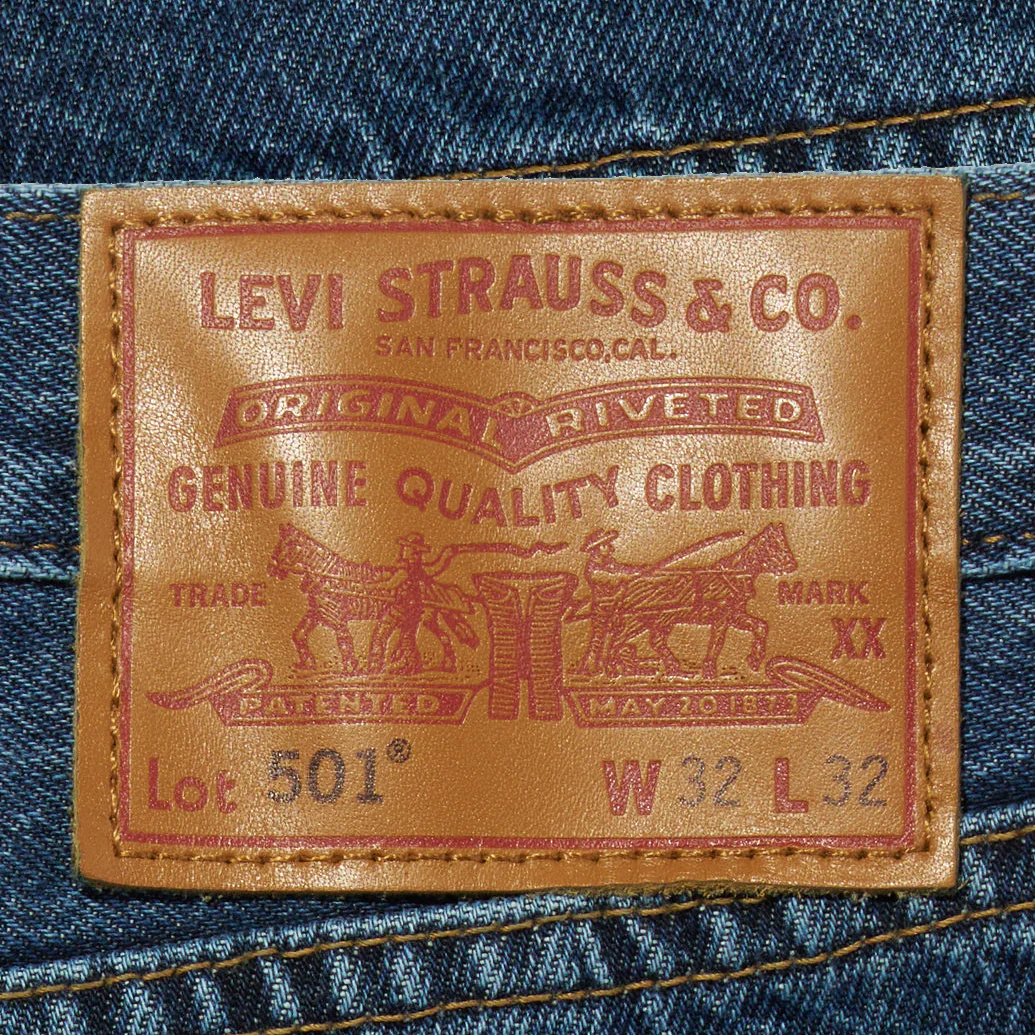 LEVI STRAUSS & CO.
SAN FRANCISCO, CAL.
ORIGINAL RIVETED
GENUINE QUALITY CLOTHING
TRADE MARK
XX
PATENTED MAY 20 1873
Lot 501® W 32 L 32